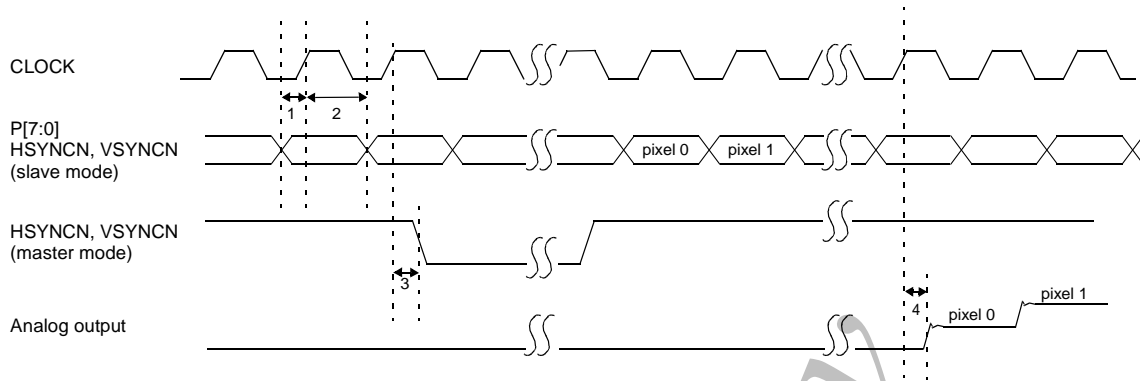 CLOCK
1
2
P[7:0]
HSYNCN, VSYNCN
(slave mode)
pixel 0
pixel 1
HSYNCN, VSYNCN
(master mode)
3
Analog output
4
pixel 0
pixel 1